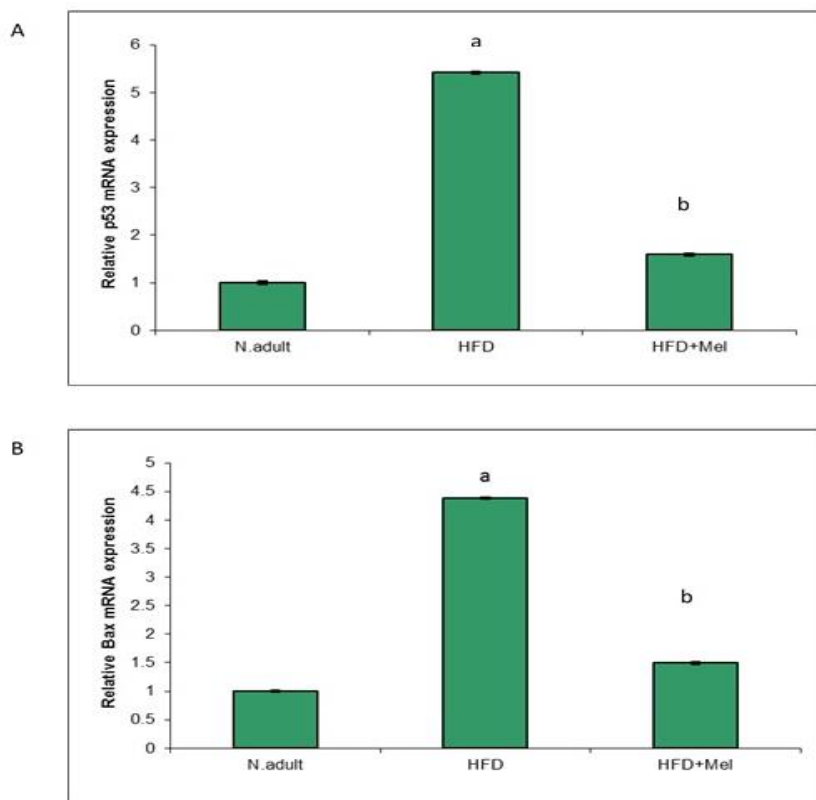 A
Relative p53 mRNA expression
6
5
4
3
2
1
0
a
b
N.adult HFD HFD+Mel
B
Relative Bax mRNA expression
5
4.5
4
3.5
3
2.5
2
1.5
1
0.5
0
a
b
N.adult HFD HFD+Mel